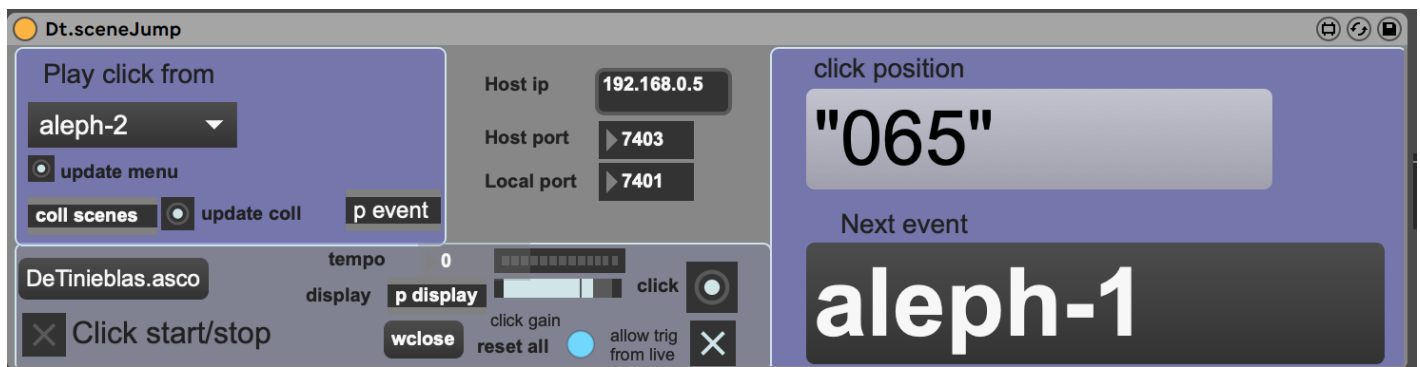 Dt.sceneJump
Play click from
aleph-2
update menu
coll scenes
update coll
p event
Host ip
192.168.0.5
Host port
7403
Local port
7401
DeTinieblas.asco
tempo
0
display
p display
click
Click start/stop
wclose
click gain
reset all
allow trig
from live
click position
"065"
Next event
aleph-1